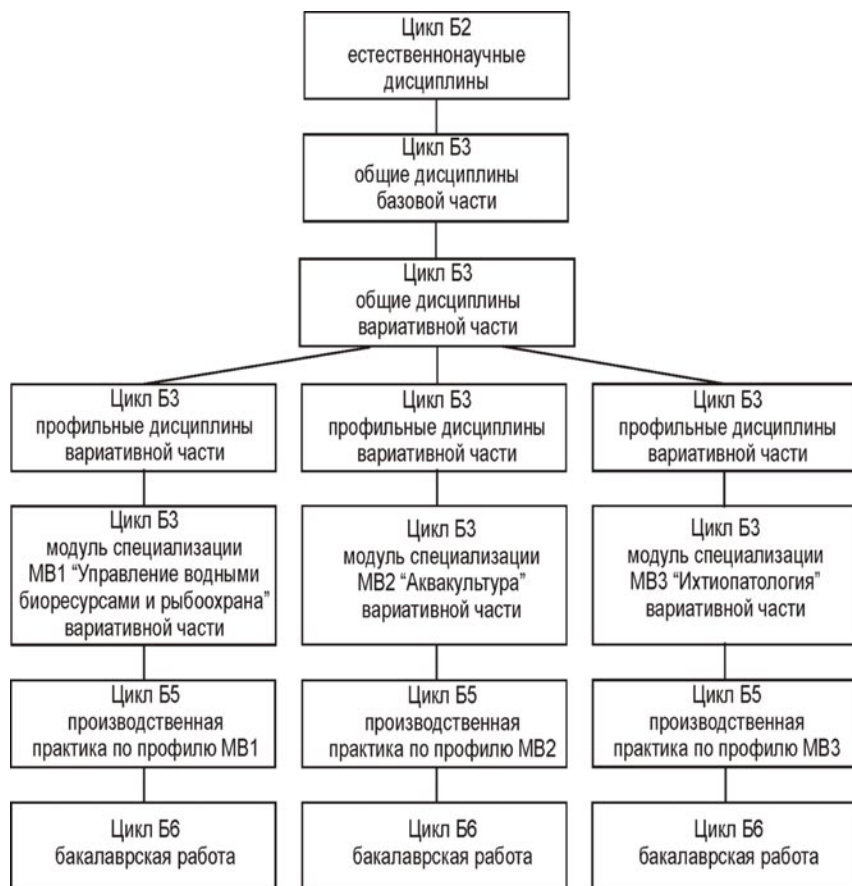 Цикл Б2
естественнонаучные
дисциплины
Цикл Б3
общие дисциплины
базовой части
Цикл Б3
общие дисциплины
вариативной части
Цикл Б3
профильные дисциплины
вариативной части
Цикл Б3
профильные дисциплины
вариативной части
Цикл Б3
профильные дисциплины
вариативной части
Цикл Б3
модуль специализации
МВ1 “Управление водными
биоресурсами и рыбоохрана”
вариативной части
Цикл Б3
модуль специализации
МВ2 “Аквакультура”
вариативной части
Цикл Б3
модуль специализации
МВ3 “Ихтиопатология”
вариативной части
Цикл Б5
производственная
практика по профилю МВ1
Цикл Б5
производственная
практика по профилю МВ2
Цикл Б5
производственная
практика по профилю МВ3
Цикл Б6
бакалаврская работа
Цикл Б6
бакалаврская работа
Цикл Б6
бакалаврская работа